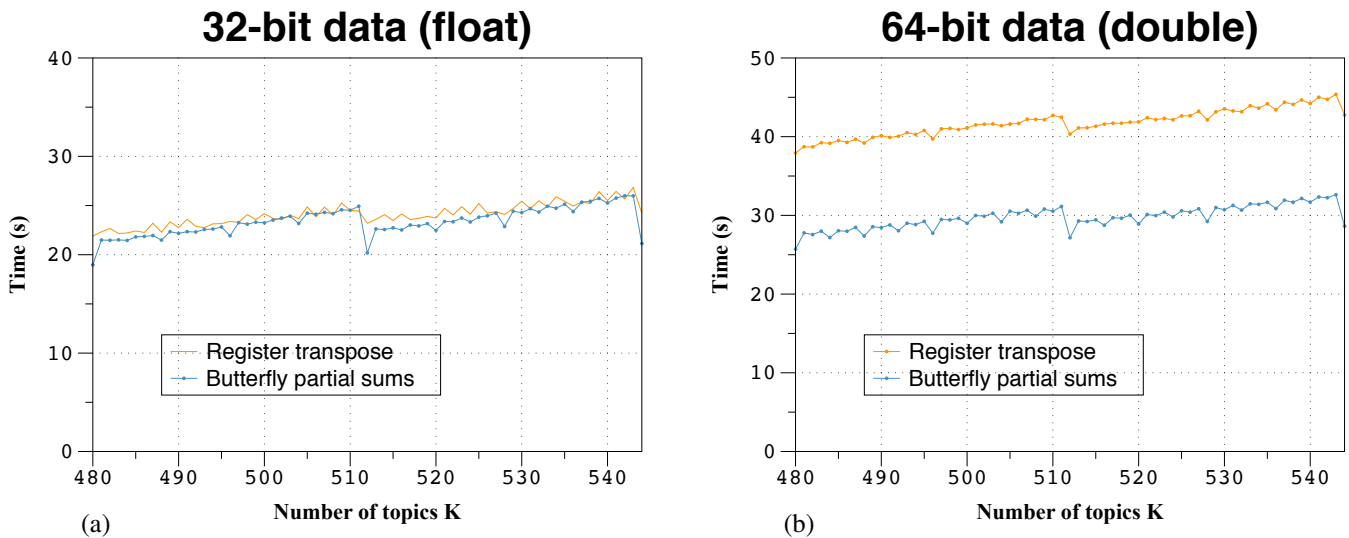 32-bit data (float)
40
30
20
10
0
480 490 500 510 520 530 540
Time (s)
Number of topics K
Register transpose
Butterfly partial sums
(a)
64-bit data (double)
50
40
30
20
10
0
480 490 500 510 520 530 540
Time (s)
Number of topics K
Register transpose
Butterfly partial sums
(b)